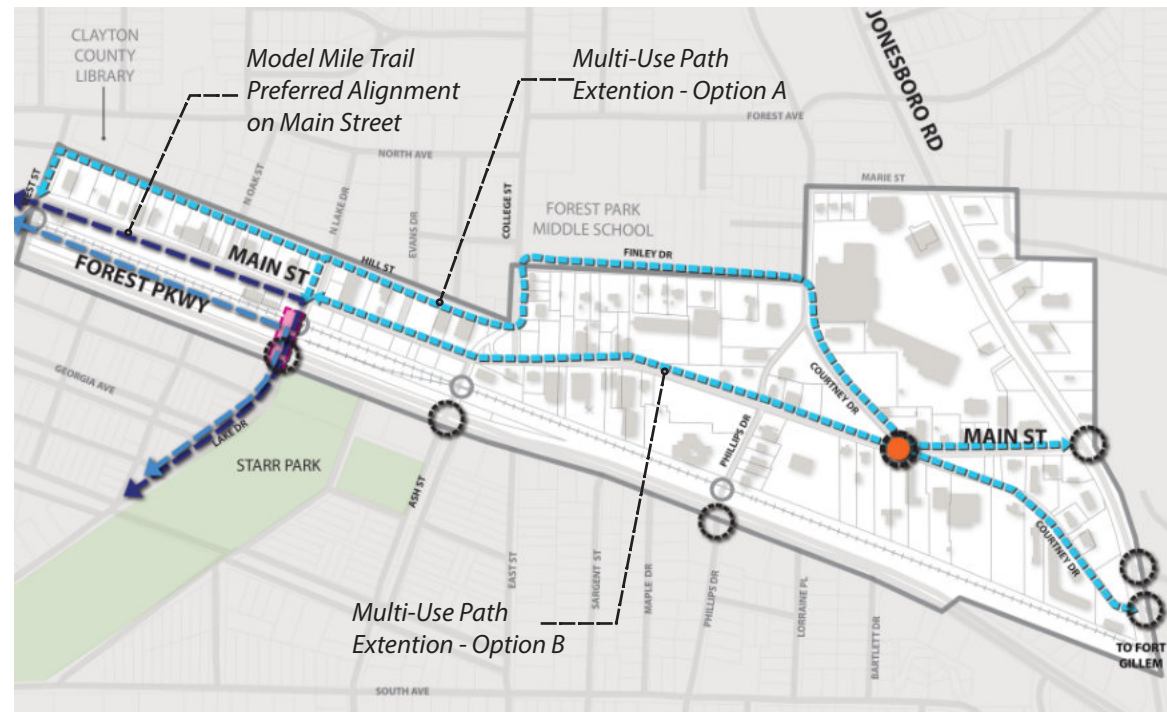 CLAYTON
COUNTY
LIBRARY
Model Mile Trail
Preferred Alignment
on Main Street
Multi-Use Path
Extention - Option A
JONESBORO RD
FOREST AVE
NORTH AVE
MARIE ST
N OAK ST
N LAKE DR
EVANS DR
COLLEGE ST
FOREST PARK
MIDDLE SCHOOL
FINLEY DR
EST ST
MAIN ST
HILL ST
FOREST PKWY
GEORGIA AVE
LAKE DR
STARR PARK
ASH ST
COURTNEY DR
PHILLIPS DR
MAIN ST
COURTNEY DR
EAST ST
SARGENT ST
MAPLE DR
PHILLIPS DR
LORRAINE PL
BARTLETT DR
Multi-Use Path
Extention - Option B
TO FORT
GILLEM
SOUTH AVE